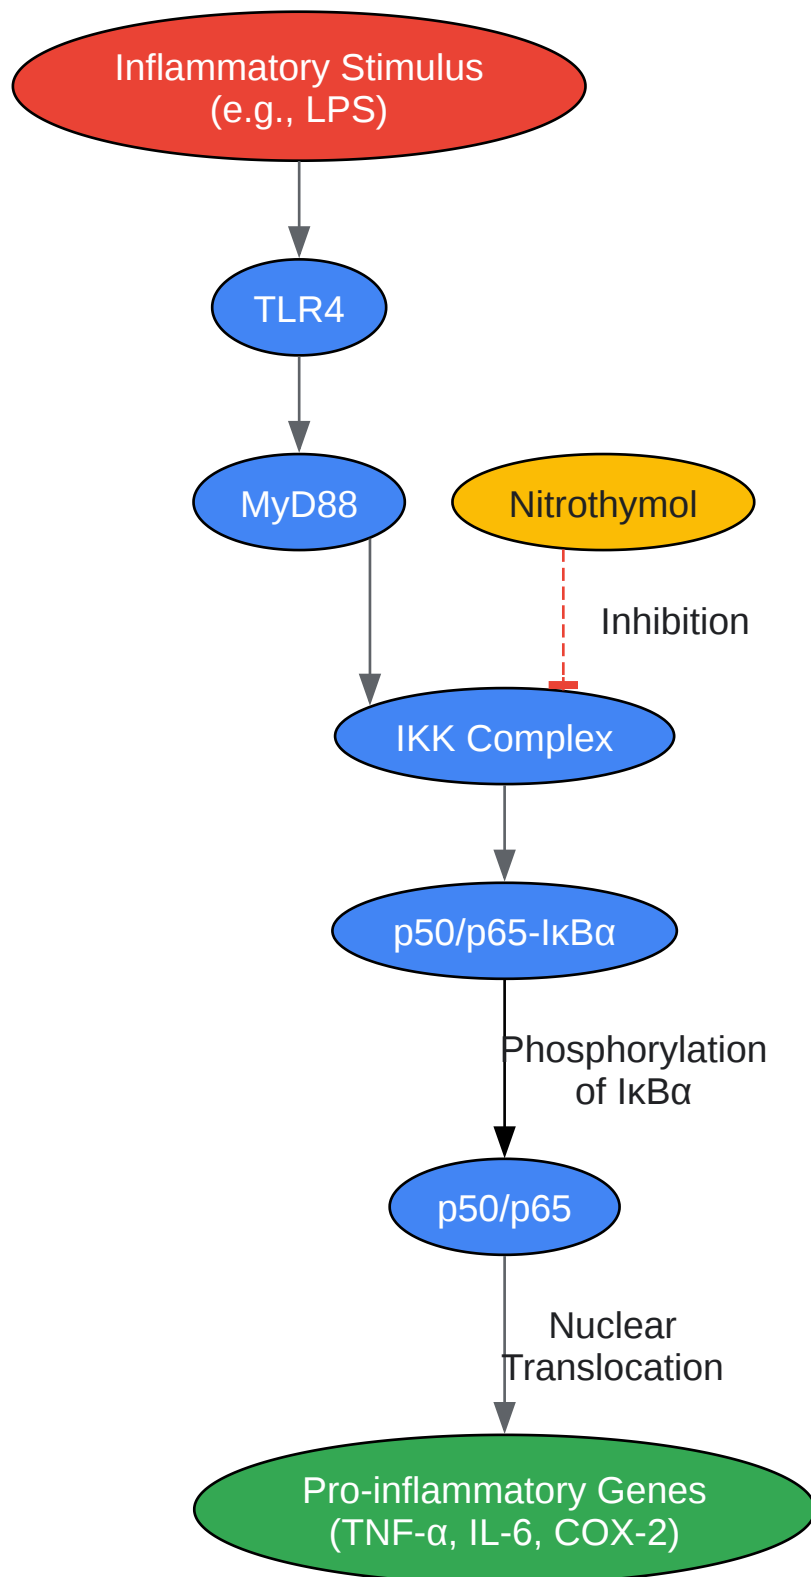 Inflammatory Stimulus
(e.g., LPS)
TLR4
MyD88
Nitrothymol
Inhibition
IKK Complex
p50/p65-IκBα
Phosphorylation
of IκBα
p50/p65
Nuclear
Translocation
Pro-inflammatory Genes
(TNF-α, IL-6, COX-2)